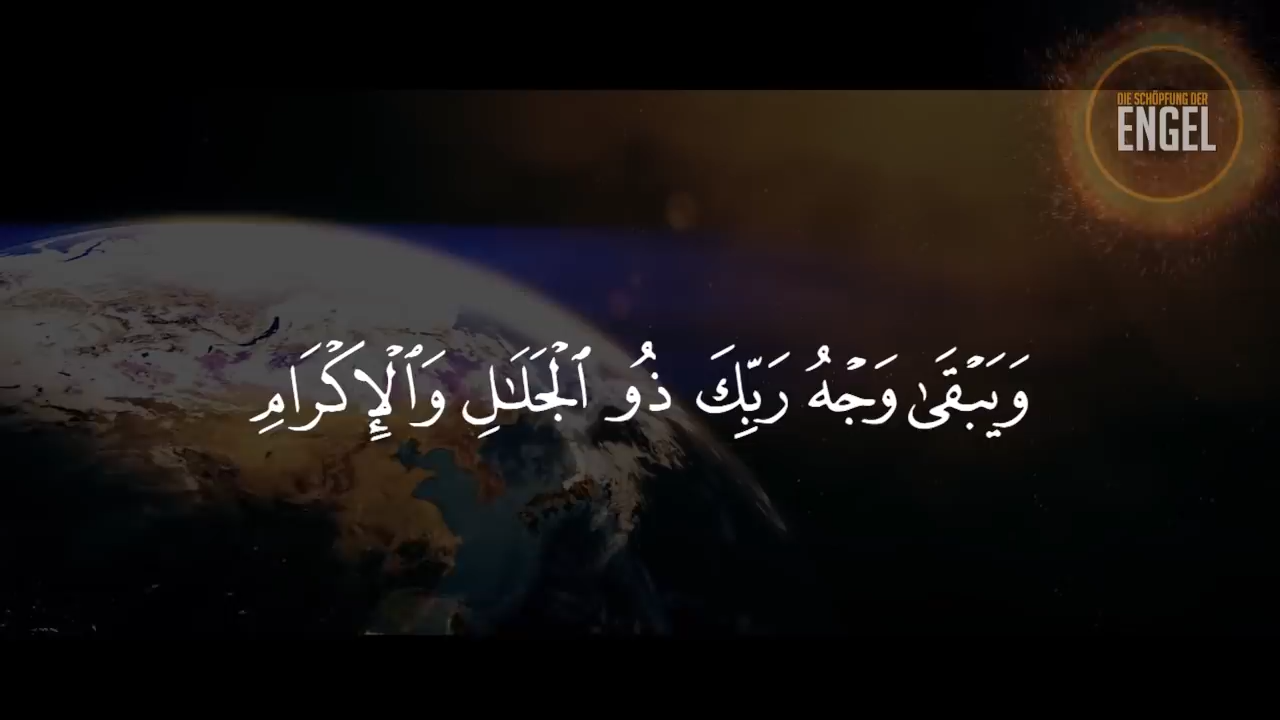 DIE SCHÖPFUNG DER
ENGEL
وَيَبْقَىٰ وَجْهُ رَبِّكَ ذُو ٱلْجَلَـٰلِ وَٱلْإِكْرَامِ